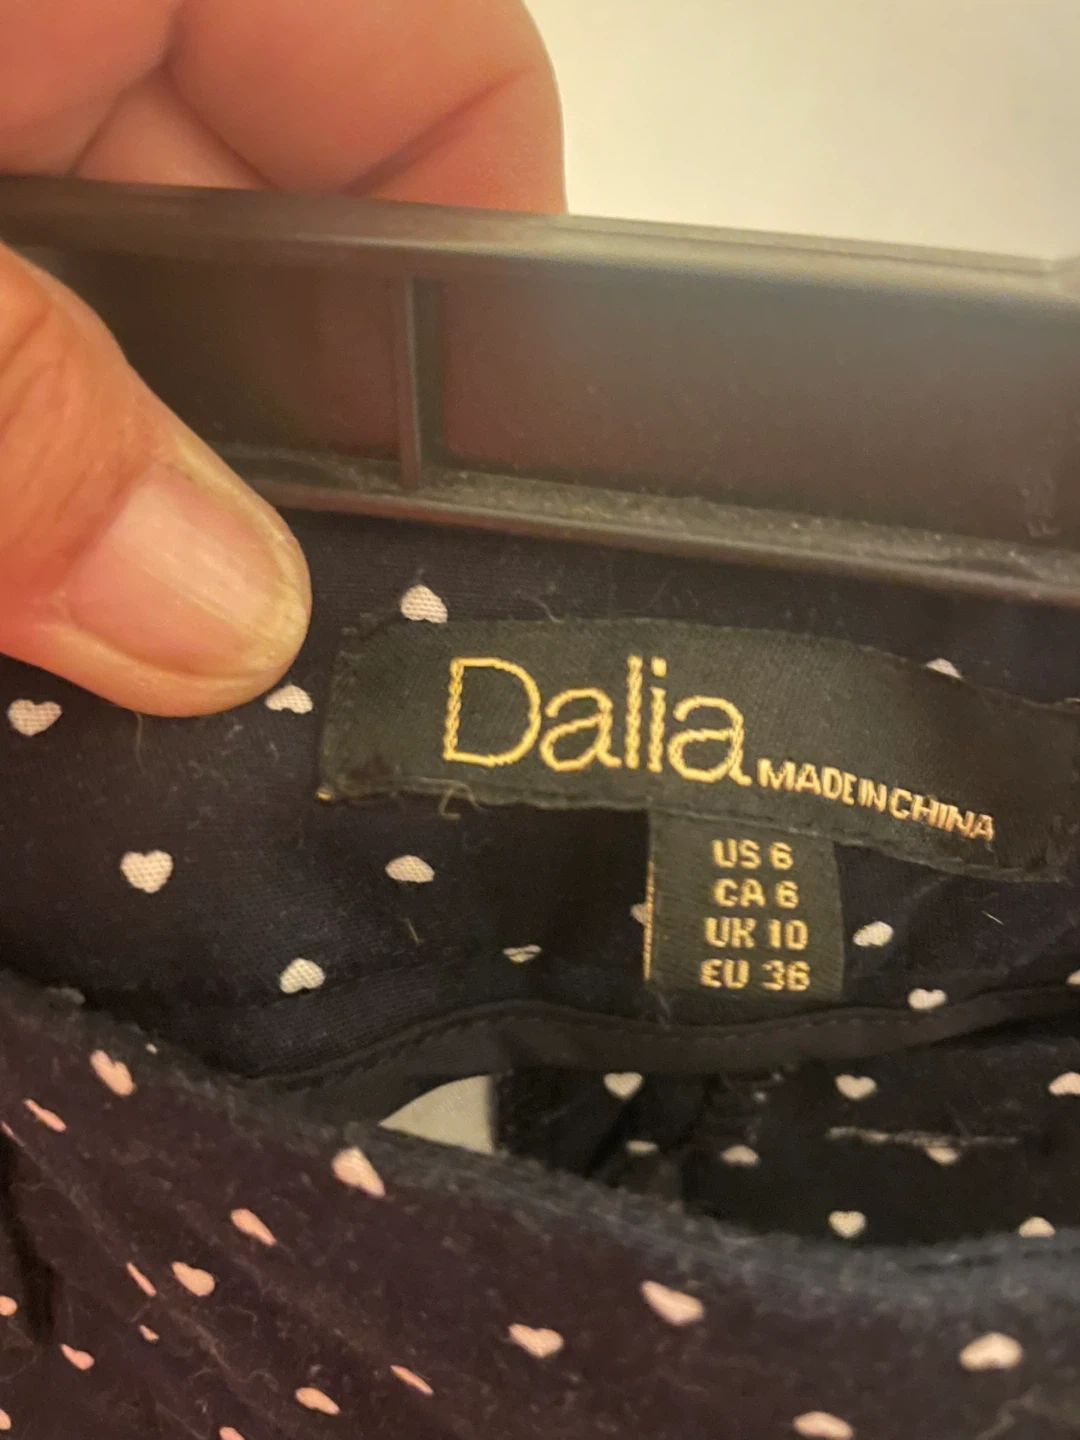 Dalia MADE IN CHINA
US 6
CA 6
UK 10
EU 36